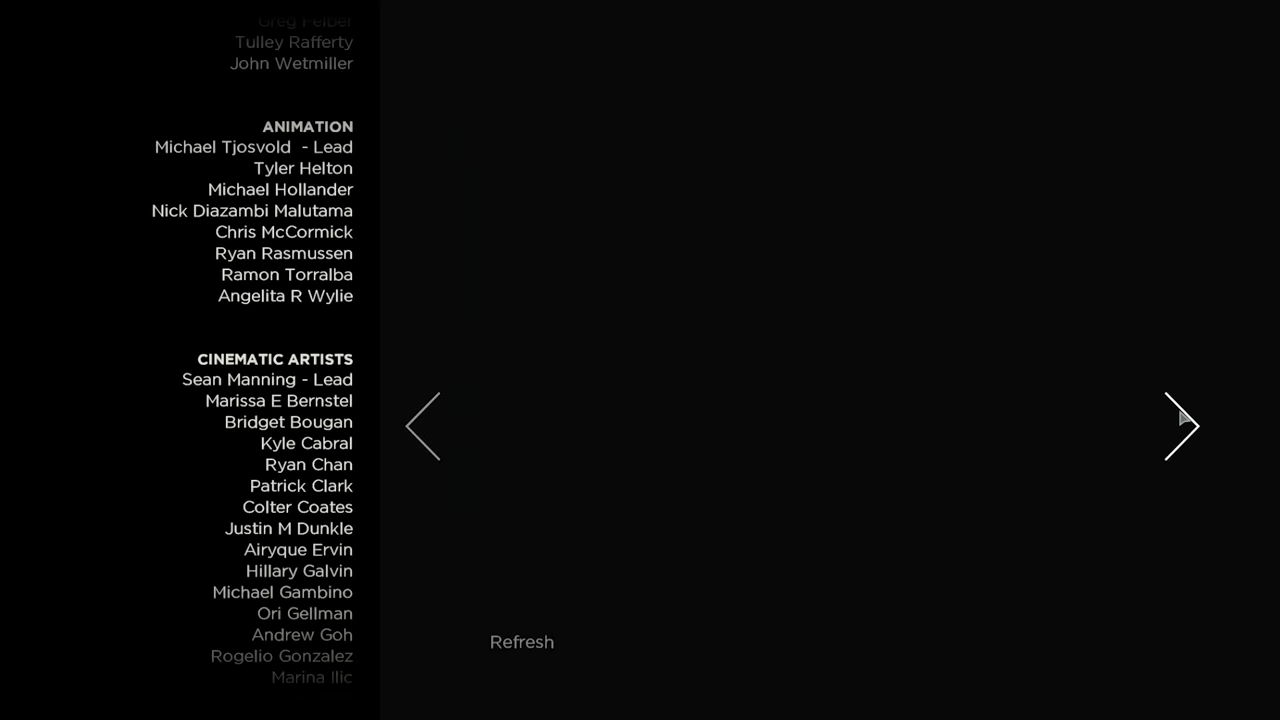 Tulley Rafferty
John Wetmiller
ANIMATION
Michael Tjosvold - Lead
Tyler Helton
Michael Hollander
Nick Diazambi Malutama
Chris McCormick
Ryan Rasmussen
Ramon Torralba
Angelita R Wylie
CINEMATIC ARTISTS
Sean Manning - Lead
Marissa E Bernstel
Bridget Bougan
Kyle Cabral
Ryan Chan
Patrick Clark
Colter Coates
Justin M Dunkle
Airyque Ervin
Hillary Galvin
Michael Gambino
Ori Gellman
Andrew Goh
Rogelio Gonzalez
Marina Ilic
Refresh